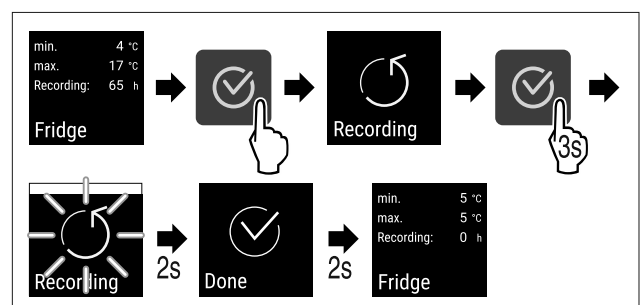 min. 4 °C
max. 17 °C
Recording: 65 h
Fridge
Recording
3s
Recording
2s
Done
2s
min. 5 °C
max. 5 °C
Recording: 0 h
Fridge